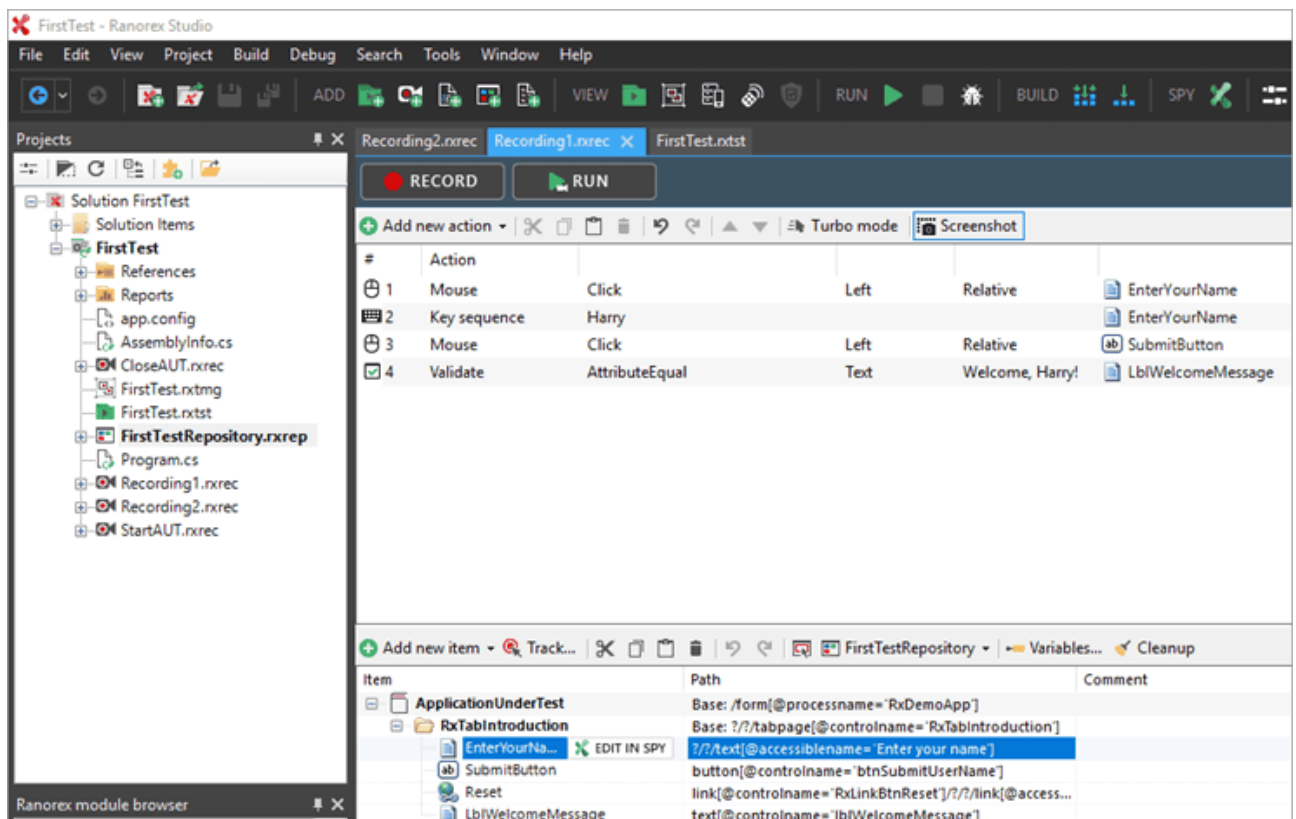 FirstTest - Ranorex Studio
File Edit View Project Build Debug Search Tools Window Help
ADD VIEW RUN BUILD SPY
Projects
Recording2.rxrec Recording1.rxrec FirstTest.rxtst
RECORD RUN
Solution FirstTest
Solution Items
FirstTest
References
Reports
app.config
AssemblyInfo.cs
CloseAUT.rxrec
FirstTest.rxtmg
FirstTest.rxtst
FirstTestRepository.rxrep
Program.cs
Recording1.rxrec
Recording2.rxrec
StartAUT.rxrec
Ranorex module browser
Add new action Turbo mode Screenshot
# Action
1 Mouse Click Left Relative EnterYourName
2 Key sequence Harry EnterYourName
3 Mouse Click Left Relative ab SubmitButton
4 Validate AttributeEqual Text Welcome, Harry! LblWelcomeMessage
Add new item Track... FirstTestRepository Variables... Cleanup
Item Path Comment
ApplicationUnderTest Base: /form[@processname='RxDemoApp']
RxTabIntroduction Base: ?/?/tabpage[@controlname='RxTabIntroduction']
EnterYourNa... EDIT IN SPY ?/?/text[@accessiblename='Enter your name']
ab SubmitButton button[@controlname='btnSubmitUserName']
Reset link[@controlname='RxLinkBtnReset']/?/?/link[@access...
LblWelcomeMessage text[@controlname='lblWelcomeMessage']